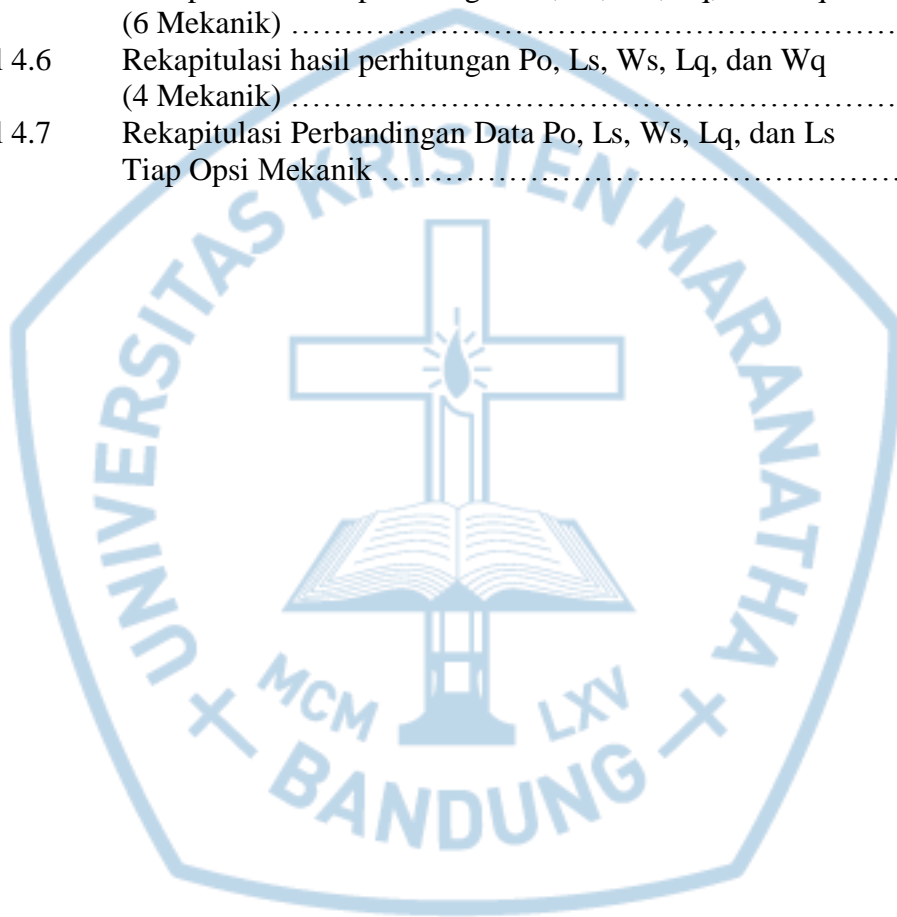 (6 Mekanik) ……………………………………………………………
l 4.6 Rekapitulasi hasil perhitungan Po, Ls, Ws, Lq, dan Wq
(4 Mekanik) ……………………………………………………………
l 4.7 Rekapitulasi Perbandingan Data Po, Ls, Ws, Lq, dan Ls
Tiap Opsi Mekanik ……………………………………………………
UNIVERSITAS KRISTEN MARANATHA
MCM LXV
BANDUNG